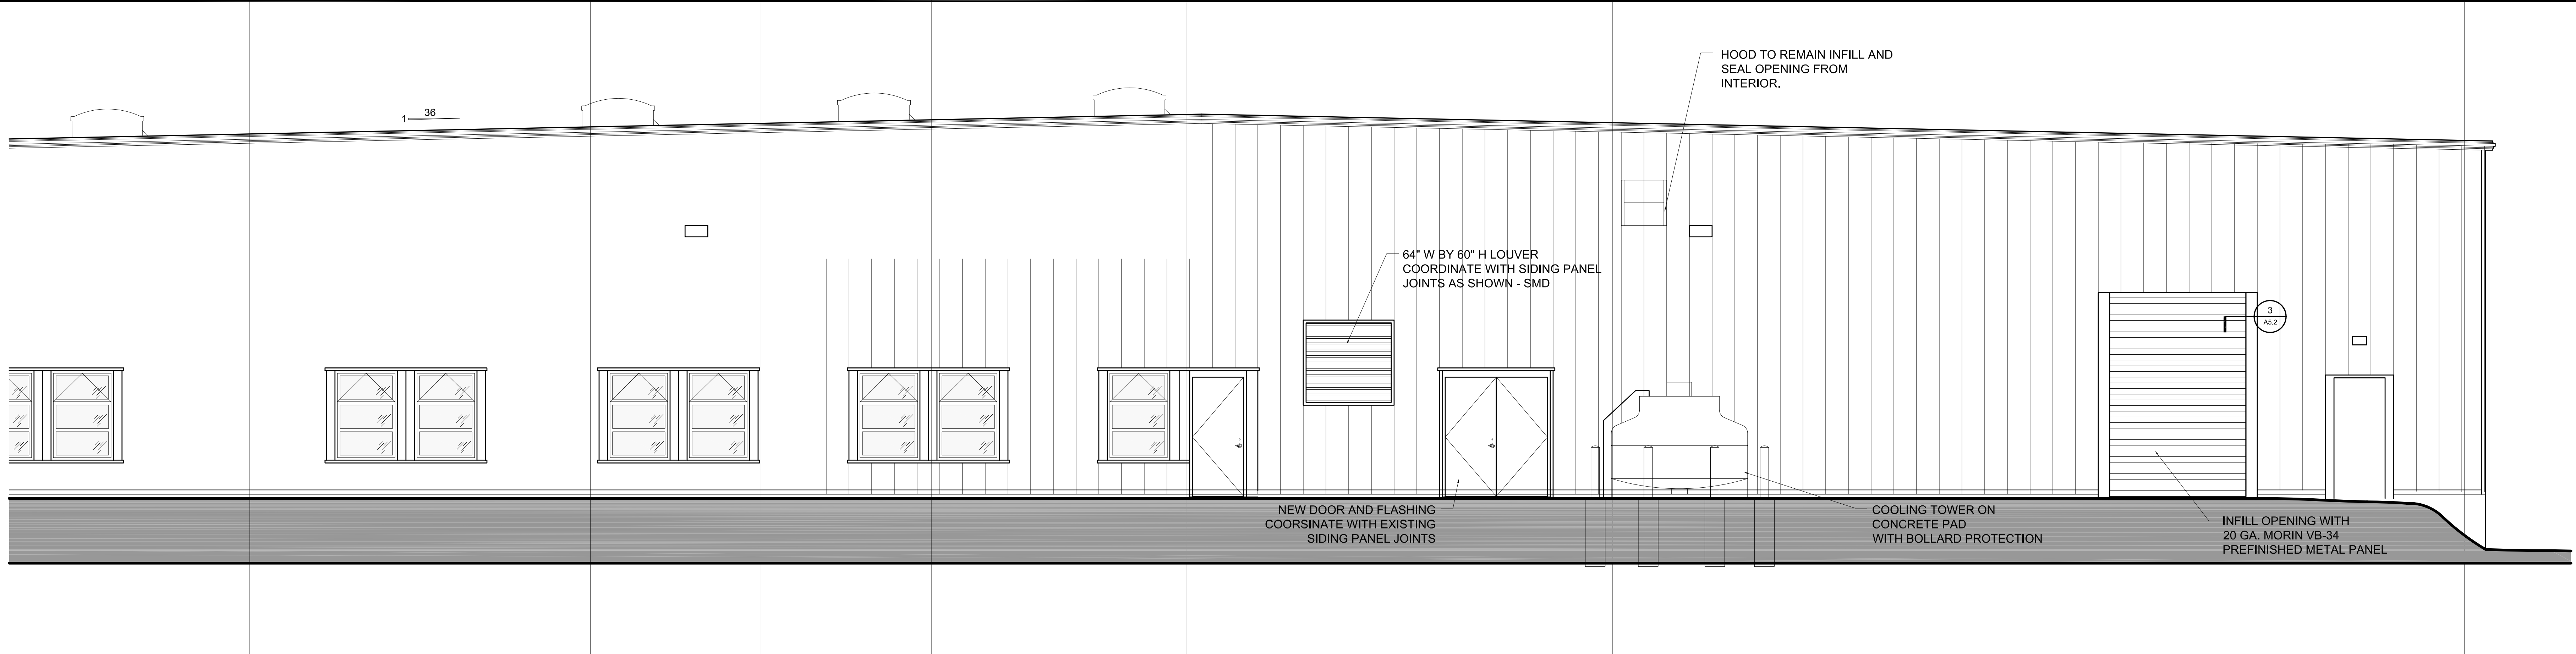 HOOD TO REMAIN INFILL AND
SEAL OPENING FROM
INTERIOR.
36
1
64" W BY 60" H LOUVER
COORDINATE WITH SIDING PANEL
JOINTS AS SHOWN - SMD
3
A5.2
NEW DOOR AND FLASHING
COORSINATE WITH EXISTING
SIDING PANEL JOINTS
COOLING TOWER ON
CONCRETE PAD
WITH BOLLARD PROTECTION
INFILL OPENING WITH
20 GA. MORIN VB-34
PREFINISHED METAL PANEL